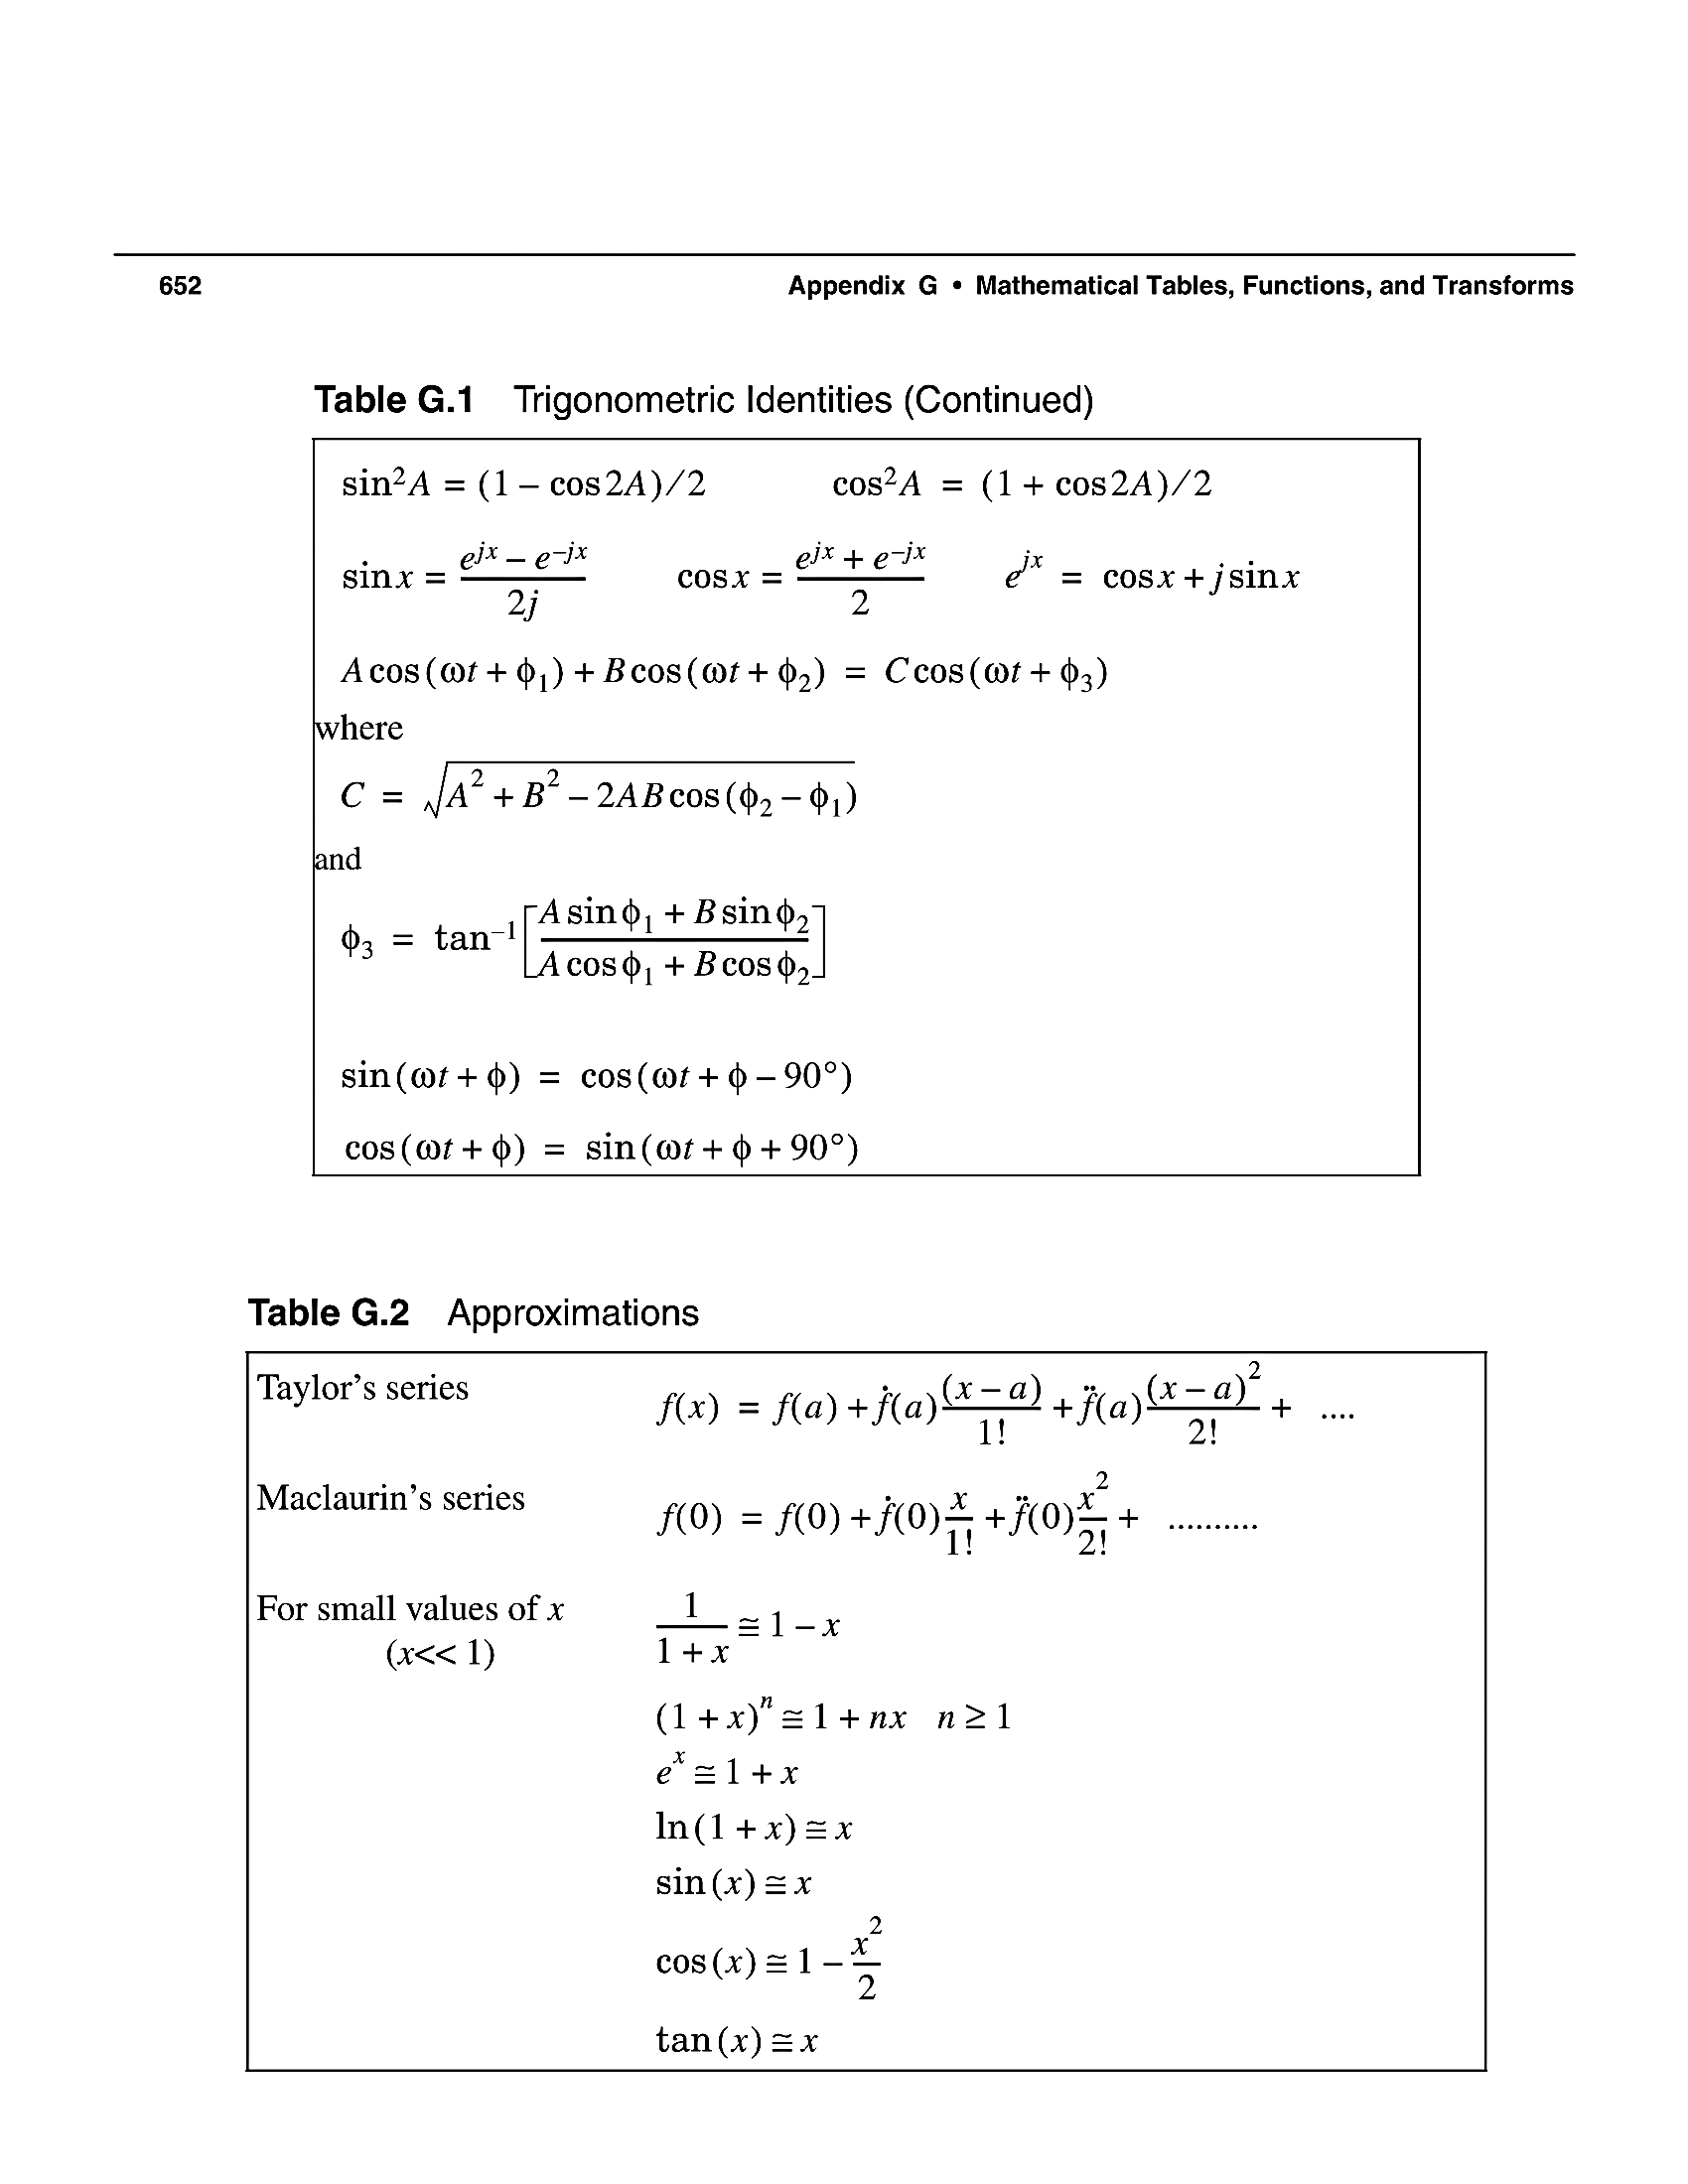 652 Appendix G • Mathematical Tables, Functions, and Transforms
Table G.1 Trigonometric Identities (Continued)
sin²A = (1 – cos2A)/2 cos²A = (1 + cos2A)/2
sin x = (e^{jx} – e^{–jx})/2j cos x = (e^{jx} + e^{–jx})/2 e^{jx} = cos x + j sin x
A cos(ωt + ϕ₁) + B cos(ωt + ϕ₂) = C cos(ωt + ϕ₃)
where
C = √(A² + B² – 2AB cos(ϕ₂ – ϕ₁))
and
ϕ₃ = tan⁻¹[(A sin ϕ₁ + B sin ϕ₂)/(A cos ϕ₁ + B cos ϕ₂)]
sin(ωt + ϕ) = cos(ωt + ϕ – 90°)
cos(ωt + ϕ) = sin(ωt + ϕ + 90°)
Table G.2 Approximations
Taylor’s series f(x) = f(a) + ḟ(a)(x – a)/1! + f̈(a)(x – a)²/2! + ....
Maclaurin’s series f(0) = f(0) + ḟ(0)x/1! + f̈(0)x²/2! + ..........
For small values of x 1/(1 + x) ≅ 1 – x
(x<< 1)
(1 + x)ⁿ ≅ 1 + nx n ≥ 1
eˣ ≅ 1 + x
ln(1 + x) ≅ x
sin(x) ≅ x
cos(x) ≅ 1 – x²/2
tan(x) ≅ x